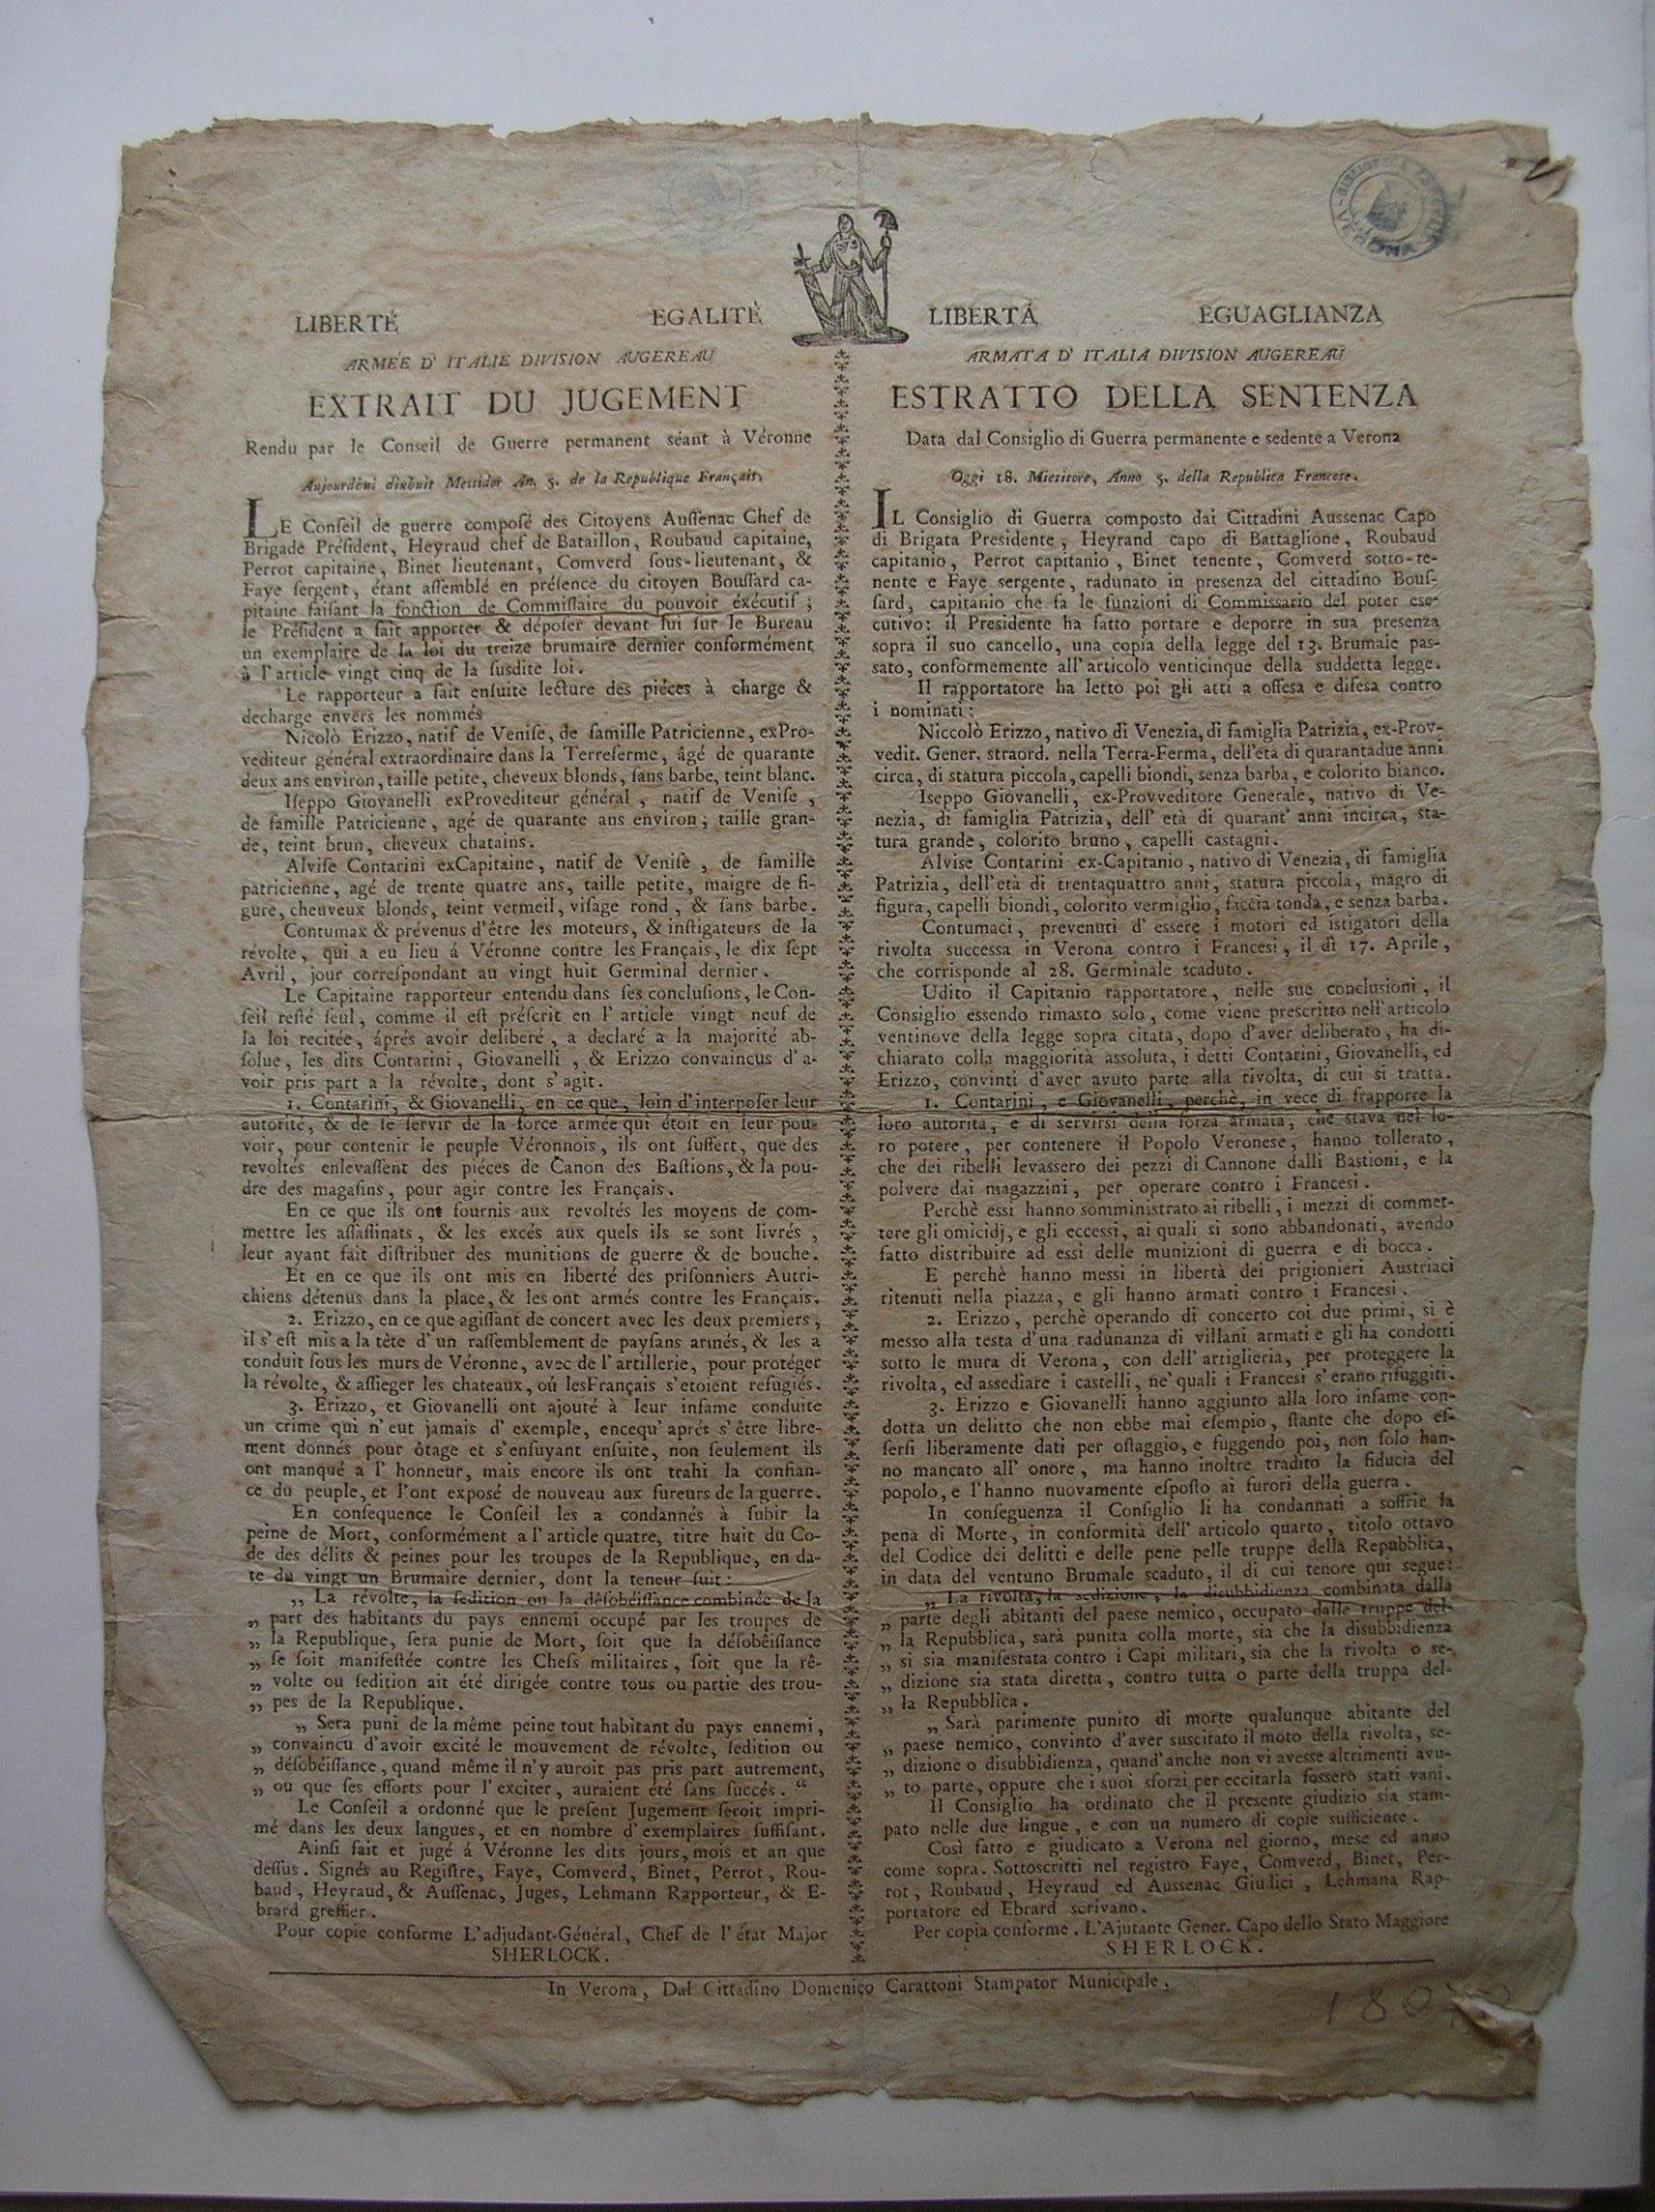 BIBLIOTECA
VERONA
LIBERTÉ EGALITÈ
ARMÉE D' ITALIE DIVISION AUGEREAU
EXTRAIT DU JUGEMENT
Rendu par le Conseil de Guerre permanent séant à Véronne
Aujourdéui dixhuit Messidor An. 5. de la Republique Français.
LE Conſeil de guerre compoſé des Citoyens Auſſenac Chef de
Brigade Préſident, Heyraud chef de Bataillon, Roubaud capitaine,
Perrot capitaine, Binet lieutenant, Comverd ſous-lieutenant, &
Faye ſergent, étant aſſemblé en préſence du citoyen Bouſſard ca-
pitaine faiſant la fonction de Commiſſaire du pouvoir éxécutif;
le Préſident a fait apporter & dépoſer devant lui ſur le Bureau
un exemplaire de la loi du treize brumaire dernier conformément
à l'article vingt cinq de la ſusdite loi.
Le rapporteur a fait enſuite lecture des piéces à charge &
decharge envers les nommés
Nicolò Erizzo, natif de Veniſe, de famille Patricienne, exPro-
vediteur général extraordinaire dans la Terreferme, âgé de quarante
deux ans environ, taille petite, cheveux blonds, ſans barbe, teint blanc.
Iſeppo Giovanelli exProvediteur général, natif de Veniſe,
de famille Patricienne, agé de quarante ans environ; taille gran-
de, teint brun, cheveux chatains.
Alviſe Contarini exCapitaine, natif de Veniſe, de famille
patricienne, agé de trente quatre ans, taille petite, maigre de fi-
gure, cheuveux blonds, teint vermeil, viſage rond, & ſans barbe.
Contumax & prévenus d'être les moteurs, & inſtigateurs de la
révolte, qui a eu lieu á Véronne contre les Français, le dix ſept
Avril, jour correſpondant au vingt huit Germinal dernier.
Le Capitaine rapporteur entendu dans ſes concluſions, le Con-
ſeil reſté ſeul, comme il eſt préſcrit en l' article vingt neuf de
la loi recitée, áprés avoir deliberé, a declaré a la majorité ab-
ſolue, les dits Contarini, Giovanelli, & Erizzo convaincus d' a-
voir pris part a la révolte, dont s'agit.
1. Contarini, & Giovanelli, en ce que, loin d'interpoſer leur
autorité, & de ſe ſervir de la force armée qui étoit en leur pou-
voir, pour contenir le peuple Véronnois, ils ont ſuffert, que des
revoltés enlevaſſent des piéces de Canon des Baſtions, & la pou-
dre des magaſins, pour agir contre les Français.
En ce que ils ont fournis aux revoltés les moyens de com-
mettre les aſſaſſinats, & les excés aux quels ils ſe sont livrés,
leur ayant fait diſtribuer des munitions de guerre & de bouche.
Et en ce que ils ont mis en liberté des priſonniers Autri-
chiens détenus dans la place, & les ont armés contre les Français.
2. Erizzo, en ce que agiſſant de concert avec les deux premiers,
il s'eſt mis a la tête d'un raſſemblement de payſans armés, & les a
conduit ſous les murs de Véronne, avec de l'artillerie, pour protéger
la révolte, & aſſieger les chateaux, oú lesFrançais s'etoient refugiés.
3. Erizzo, et Giovanelli ont ajouté à leur infame conduite
un crime qui n'eut jamais d' exemple, encequ' aprés s'être libre-
ment donnés pour ôtage et s'enſuyant enſuite, non ſeulement ils
ont manqué a l' honneur, mais encore ils ont trahi la confian-
ce du peuple, et l'ont expoſé de nouveau aux fureurs de la guerre.
En conſequence le Conſeil les a condannés à ſubir la
peine de Mort, conformément a l'article quatre, titre huit du Co-
de des délits & peines pour les troupes de la Republique, en da-
te du vingt un Brumaire dernier, dont la teneur ſuit:
„ La révolte, la ſedition ou la déſobéiſſance combinée de la
„ part des habitants du pays ennemi occupé par les troupes de
„ la Republique, ſera punie de Mort, ſoit que la déſobêiſſance
„ ſe ſoit manifeſtée contre les Chefs militaires, ſoit que la rê-
„ volte ou ſedition ait été dirigée contre tous ou partie des trou-
„ pes de la Republique.
„ Sera puni de la même peine tout habitant du pays ennemi,
„ convaincu d'avoir excité le mouvement de révolte, ſedition ou
„ déſobéiſſance, quand même il n'y auroit pas pris part autrement,
„ ou que ſes efforts pour l'exciter, auraient été ſans ſuccés. “
Le Conſeil a ordonné que le preſent Jugement ſeroit impri-
mé dans les deux langues, et en nombre d'exemplaires ſuffiſant.
Ainſi fait et jugé á Véronne les dits jours, mois et an que
deſſus. Signés au Regiſtre, Faye, Comverd, Binet, Perrot, Rou-
baud, Heyraud, & Auſſenac, Juges, Lehmann Rapporteur, & E-
brard greffier.
Pour copie conforme L'adjudant-Général, Chef de l'état Major
SHERLOCK.
LIBERTÀ EGUAGLIANZA
ARMATA D' ITALIA DIVISION AUGEREAU
ESTRATTO DELLA SENTENZA
Data dal Consiglio di Guerra permanente e sedente a Verona
Oggi 18. Mietitore, Anno 5. della Republica Francese.
IL Consiglio di Guerra composto dai Cittadini Aussenac Capo
di Brigata Presidente, Heyrand capo di Battaglione, Roubaud
capitanio, Perrot capitanio, Binet tenente, Comverd sotto-te-
nente e Faye sergente, radunato in presenza del cittadino Bouſ-
ſard, capitanio che fa le funzioni di Commissario del poter ese-
cutivo: il Presidente ha fatto portare e deporre in sua presenza
sopra il suo cancello, una copia della legge del 13. Brumale pas-
sato, conformemente all'articolo venticinque della suddetta legge.
Il rapportatore ha letto poi gli atti a offesa e difesa contro
i nominati:
Niccolò Erizzo, nativo di Venezia, di famiglia Patrizia, ex-Prov-
vedit. Gener. straord. nella Terra-Ferma, dell'età di quarantadue anni
circa, di statura piccola, capelli biondi, senza barba, e colorito bianco.
Iseppo Giovanelli, ex-Provveditore Generale, nativo di Ve-
nezia, di famiglia Patrizia, dell' età di quarant' anni incirca, sta-
tura grande, colorito bruno, capelli castagni.
Alvise Contarini ex-Capitanio, nativo di Venezia, di famiglia
Patrizia, dell'età di trentaquattro anni, statura piccola, magro di
figura, capelli biondi, colorito vermiglio, faccia tonda, e senza barba.
Contumaci, prevenuti d' essere i motori ed istigatori della
rivolta successa in Verona contro i Francesi, il dì 17. Aprile,
che corrisponde al 28. Germinale scaduto.
Udito il Capitanio rapportatore, nelle sue conclusioni, il
Consiglio essendo rimasto solo, come viene prescritto nell'articolo
ventinove della legge sopra citata, dopo d'aver deliberato, ha di-
chiarato colla maggiorità assoluta, i detti Contarini, Giovanelli, ed
Erizzo, convinti d'aver avuto parte alla rivolta, di cui si tratta.
1. Contarini, e Giovanelli, perchè, in vece di frapporre la
loro autorità, e di servirsi della forza armata, che stava nel lo-
ro potere, per contenere il Popolo Veronese, hanno tollerato,
che dei ribelli levassero dei pezzi di Cannone dalli Bastioni, e la
polvere dai magazzini, per operare contro i Francesi.
Perchè essi hanno somministrato ai ribelli, i mezzi di commet-
tere gli omicidj, e gli eccessi, ai quali si sono abbandonati, avendo
fatto distribuire ad essi delle munizioni di guerra e di bocca.
E perchè hanno messi in libertà dei prigionieri Austriaci
ritenuti nella piazza, e gli hanno armati contro i Francesi.
2. Erizzo, perchè operando di concerto coi due primi, si è
messo alla testa d'una radunanza di villani armati e gli ha condotti
sotto le mura di Verona, con dell' artiglieria, per proteggere la
rivolta, ed assediare i castelli, ne' quali i Francesi s'erano rifuggiti.
3. Erizzo e Giovanelli hanno aggiunto alla loro infame con-
dotta un delitto che non ebbe mai eſempio, ſtante che dopo eſ-
ſerſi liberamente dati per oſtaggio, e fuggendo poi, non ſolo han-
no mancato all' onore, ma hanno inoltre tradito la fiducia del
popolo, e l'hanno nuovamente eſpoſto ai furori della guerra.
In conseguenza il Conſiglio li ha condannati a soffrir la
pena di Morte, in conformità dell' articolo quarto, titolo ottavo
del Codice dei delitti e delle pene pelle truppe della Repubblica,
in data del ventuno Brumale scaduto, il di cui tenore qui segue:
„ La rivolta, la sedizione, la disubbidienza combinata dalla
„ parte degli abitanti del paese nemico, occupato dalle truppe del-
„ la Repubblica, sarà punita colla morte, sia che la disubbidienza
„ si sia manifestata contro i Capi militari, sia che la rivolta o se-
„ dizione sia stata diretta, contro tutta o parte della truppa del-
„ la Repubblica.
„ Sarà parimente punito di morte qualunque abitante del
„ paese nemico, convinto d'aver suscitato il moto della rivolta, se-
„ dizione o disubbidienza, quand'anche non vi avesse altrimenti avu-
„ to parte, oppure che i suoi sforzi per eccitarla fossero stati vani.
Il Consiglio ha ordinato che il presente giudizio sia stam-
pato nelle due lingue, e con un numero di copie sufficiente.
Così fatto e giudicato a Verona nel giorno, mese ed anno
come sopra. Sottoscritti nel registro Faye, Comverd, Binet, Per-
rot, Roubaud, Heyraud ed Aussenac Giudici, Lehmana Rap-
portatore ed Ebrard scrivano.
Per copia conforme. L'Ajutante Gener. Capo dello Stato Maggiore
SHERLOCK.
In Verona, Dal Cittadino Domenico Carattoni Stampator Municipale.